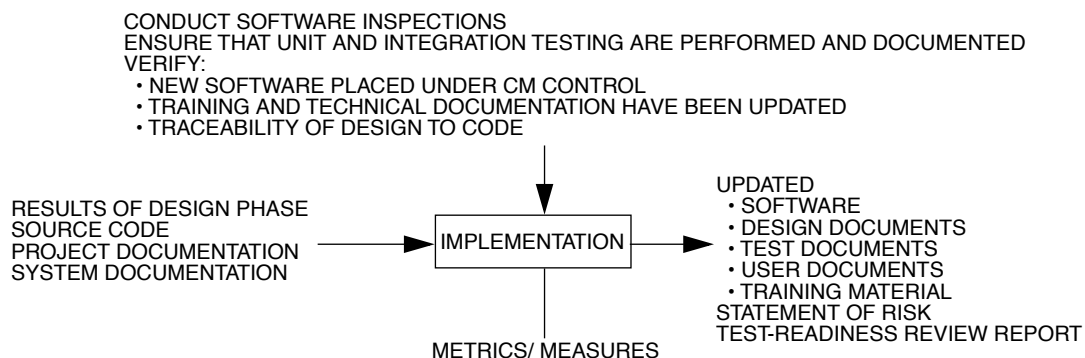 CONDUCT SOFTWARE INSPECTIONS
ENSURE THAT UNIT AND INTEGRATION TESTING ARE PERFORMED AND DOCUMENTED
VERIFY:
• NEW SOFTWARE PLACED UNDER CM CONTROL
• TRAINING AND TECHNICAL DOCUMENTATION HAVE BEEN UPDATED
• TRACEABILITY OF DESIGN TO CODE
RESULTS OF DESIGN PHASE
SOURCE CODE
PROJECT DOCUMENTATION
SYSTEM DOCUMENTATION
IMPLEMENTATION
UPDATED
• SOFTWARE
• DESIGN DOCUMENTS
• TEST DOCUMENTS
• USER DOCUMENTS
• TRAINING MATERIAL
STATEMENT OF RISK
TEST-READINESS REVIEW REPORT
METRICS/ MEASURES